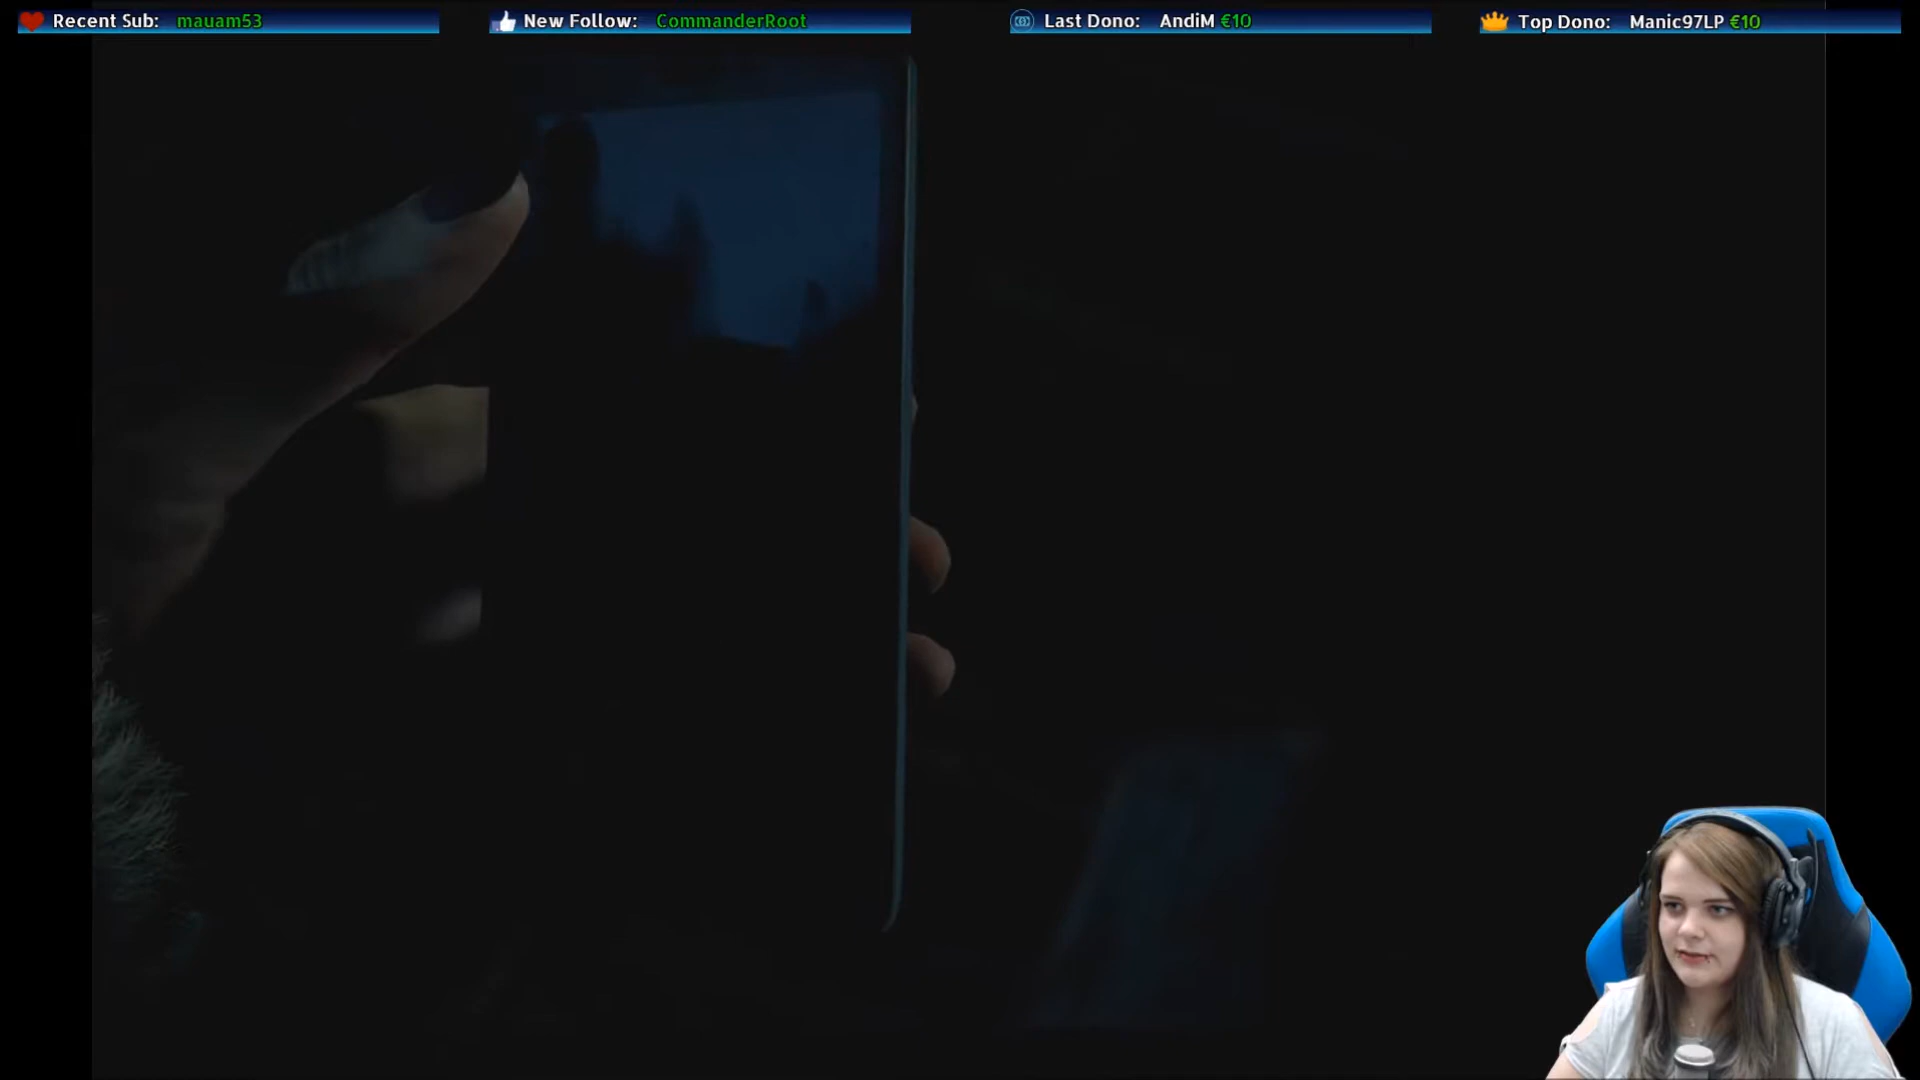 Recent Sub: mauam53
New Follow: CommanderRoot
Last Dono: AndiM €10
Top Dono: Manic97LP €10